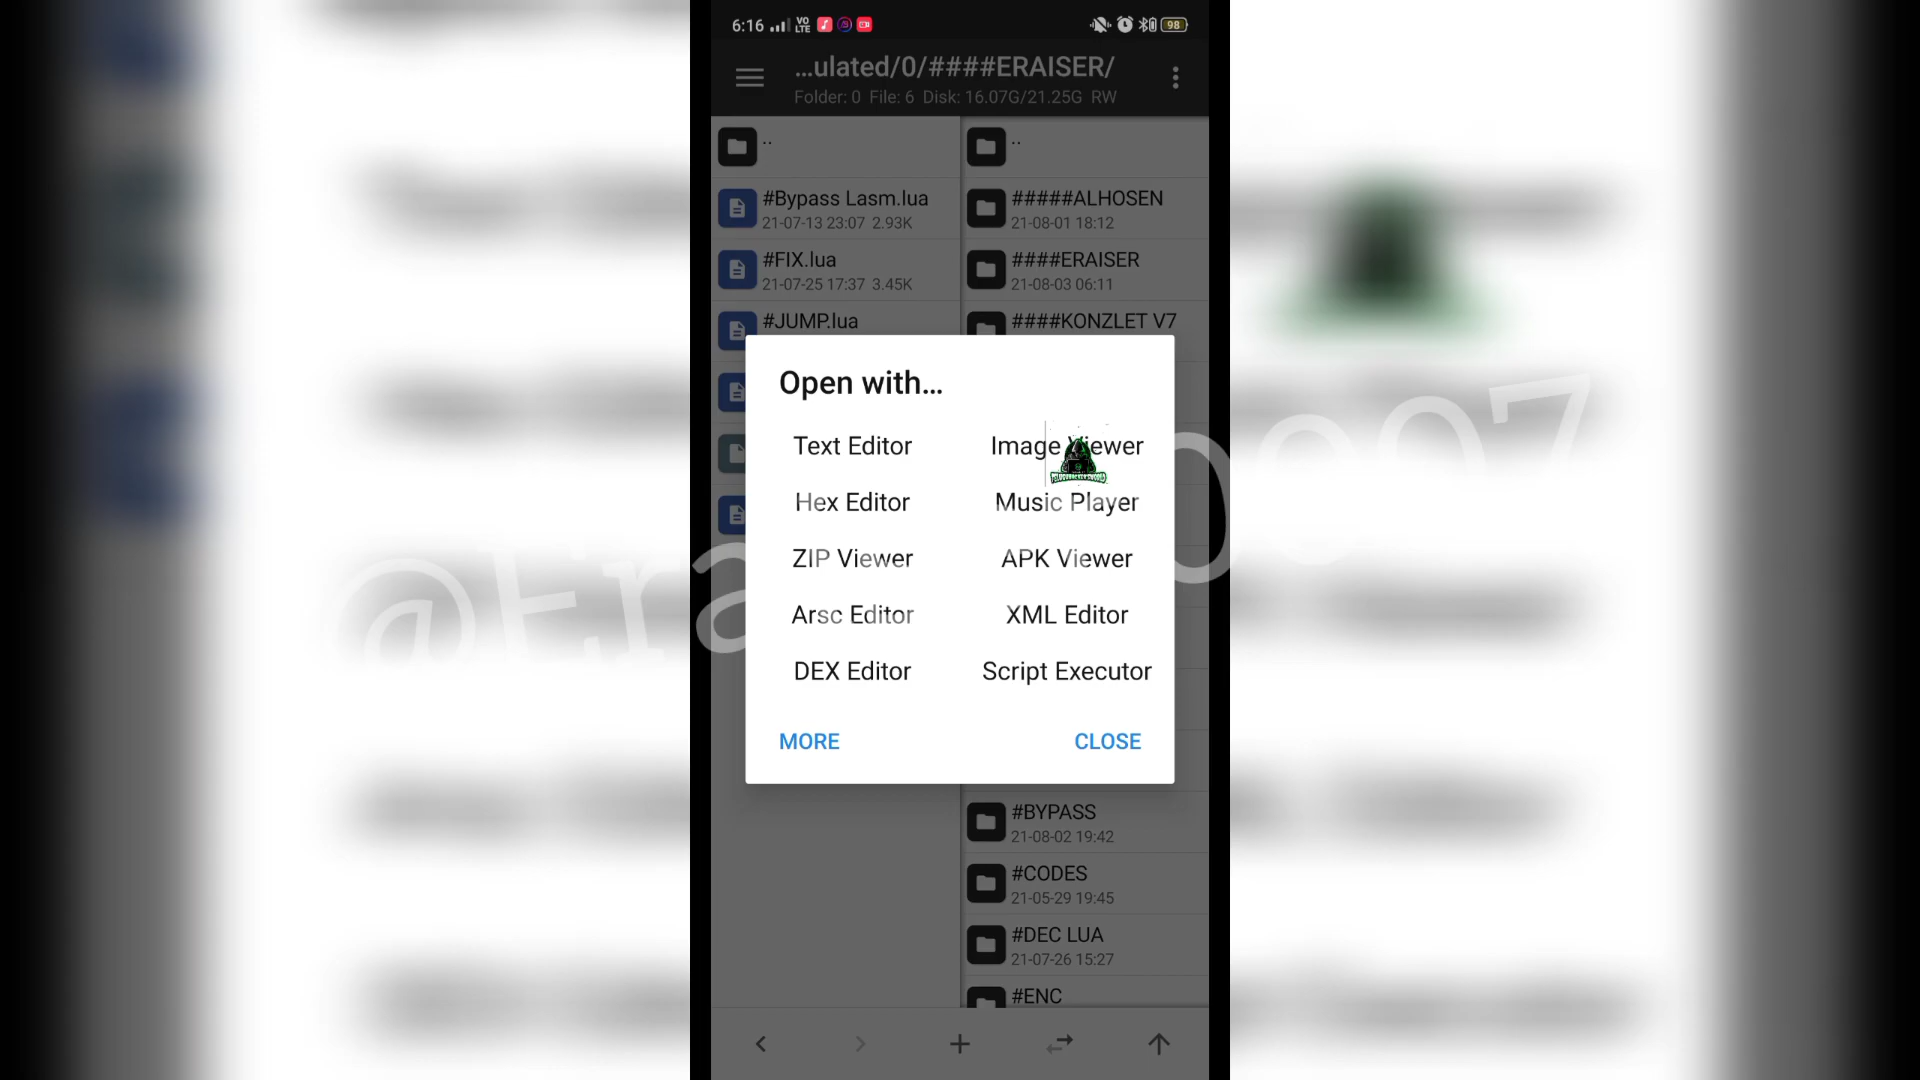 6:16 VO LTE 98
...ulated/0/####ERAISER/
Folder: 0 File: 6 Disk: 16.07G/21.25G RW
..
..
#Bypass Lasm.lua
21-07-13 23:07 2.93K
#####ALHOSEN
21-08-01 18:12
#FIX.lua
21-07-25 17:37 3.45K
####ERAISER
21-08-03 06:11
#JUMP.lua
####KONZLET V7
Open with...
Text Editor
Image Viewer
Hex Editor
Music Player
ZIP Viewer
APK Viewer
Arsc Editor
XML Editor
DEX Editor
Script Executor
MORE
CLOSE
#BYPASS
21-08-02 19:42
#CODES
21-05-29 19:45
#DEC LUA
21-07-26 15:27
#ENC